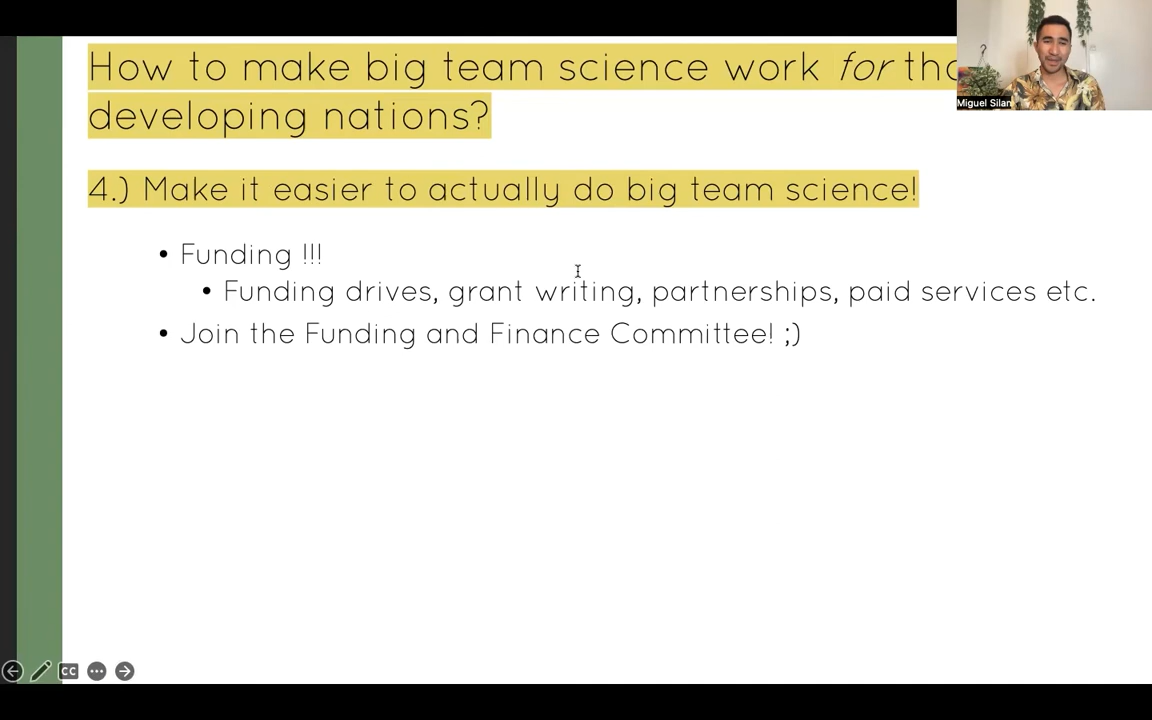 How to make big team science work for
developing nations?
4.) Make it easier to actually do big team science!
• Funding !!!
• Funding drives, grant writing, partnerships, paid services etc.
• Join the Funding and Finance Committee! ;)
Miguel Silan
CC